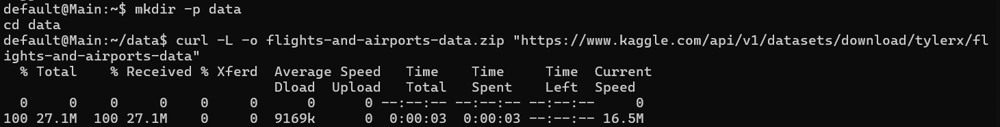 default@Main:~$ mkdir -p data
cd data
default@Main:~/data$ curl -L -o flights-and-airports-data.zip "https://www.kaggle.com/api/v1/datasets/download/tylerx/fl
ights-and-airports-data"
  % Total    % Received % Xferd  Average Speed   Time    Time     Time  Current
                                 Dload  Upload   Total   Spent    Left  Speed
  0     0    0     0    0     0      0      0 --:--:-- --:--:-- --:--:--     0
100 27.1M  100 27.1M    0     0  9169k      0  0:00:03  0:00:03 --:--:-- 16.5M